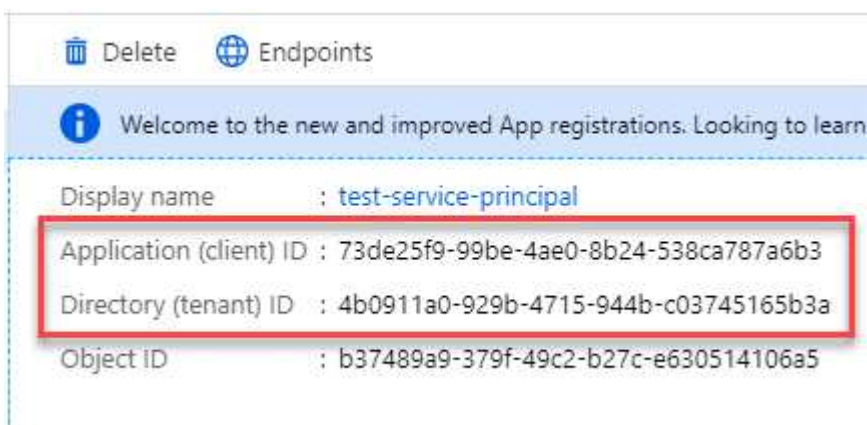 Delete Endpoints
Welcome to the new and improved App registrations. Looking to learn
Display name : test-service-principal
Application (client) ID : 73de25f9-99be-4ae0-8b24-538ca787a6b3
Directory (tenant) ID : 4b0911a0-929b-4715-944b-c03745165b3a
Object ID : b37489a9-379f-49c2-b27c-e630514106a5